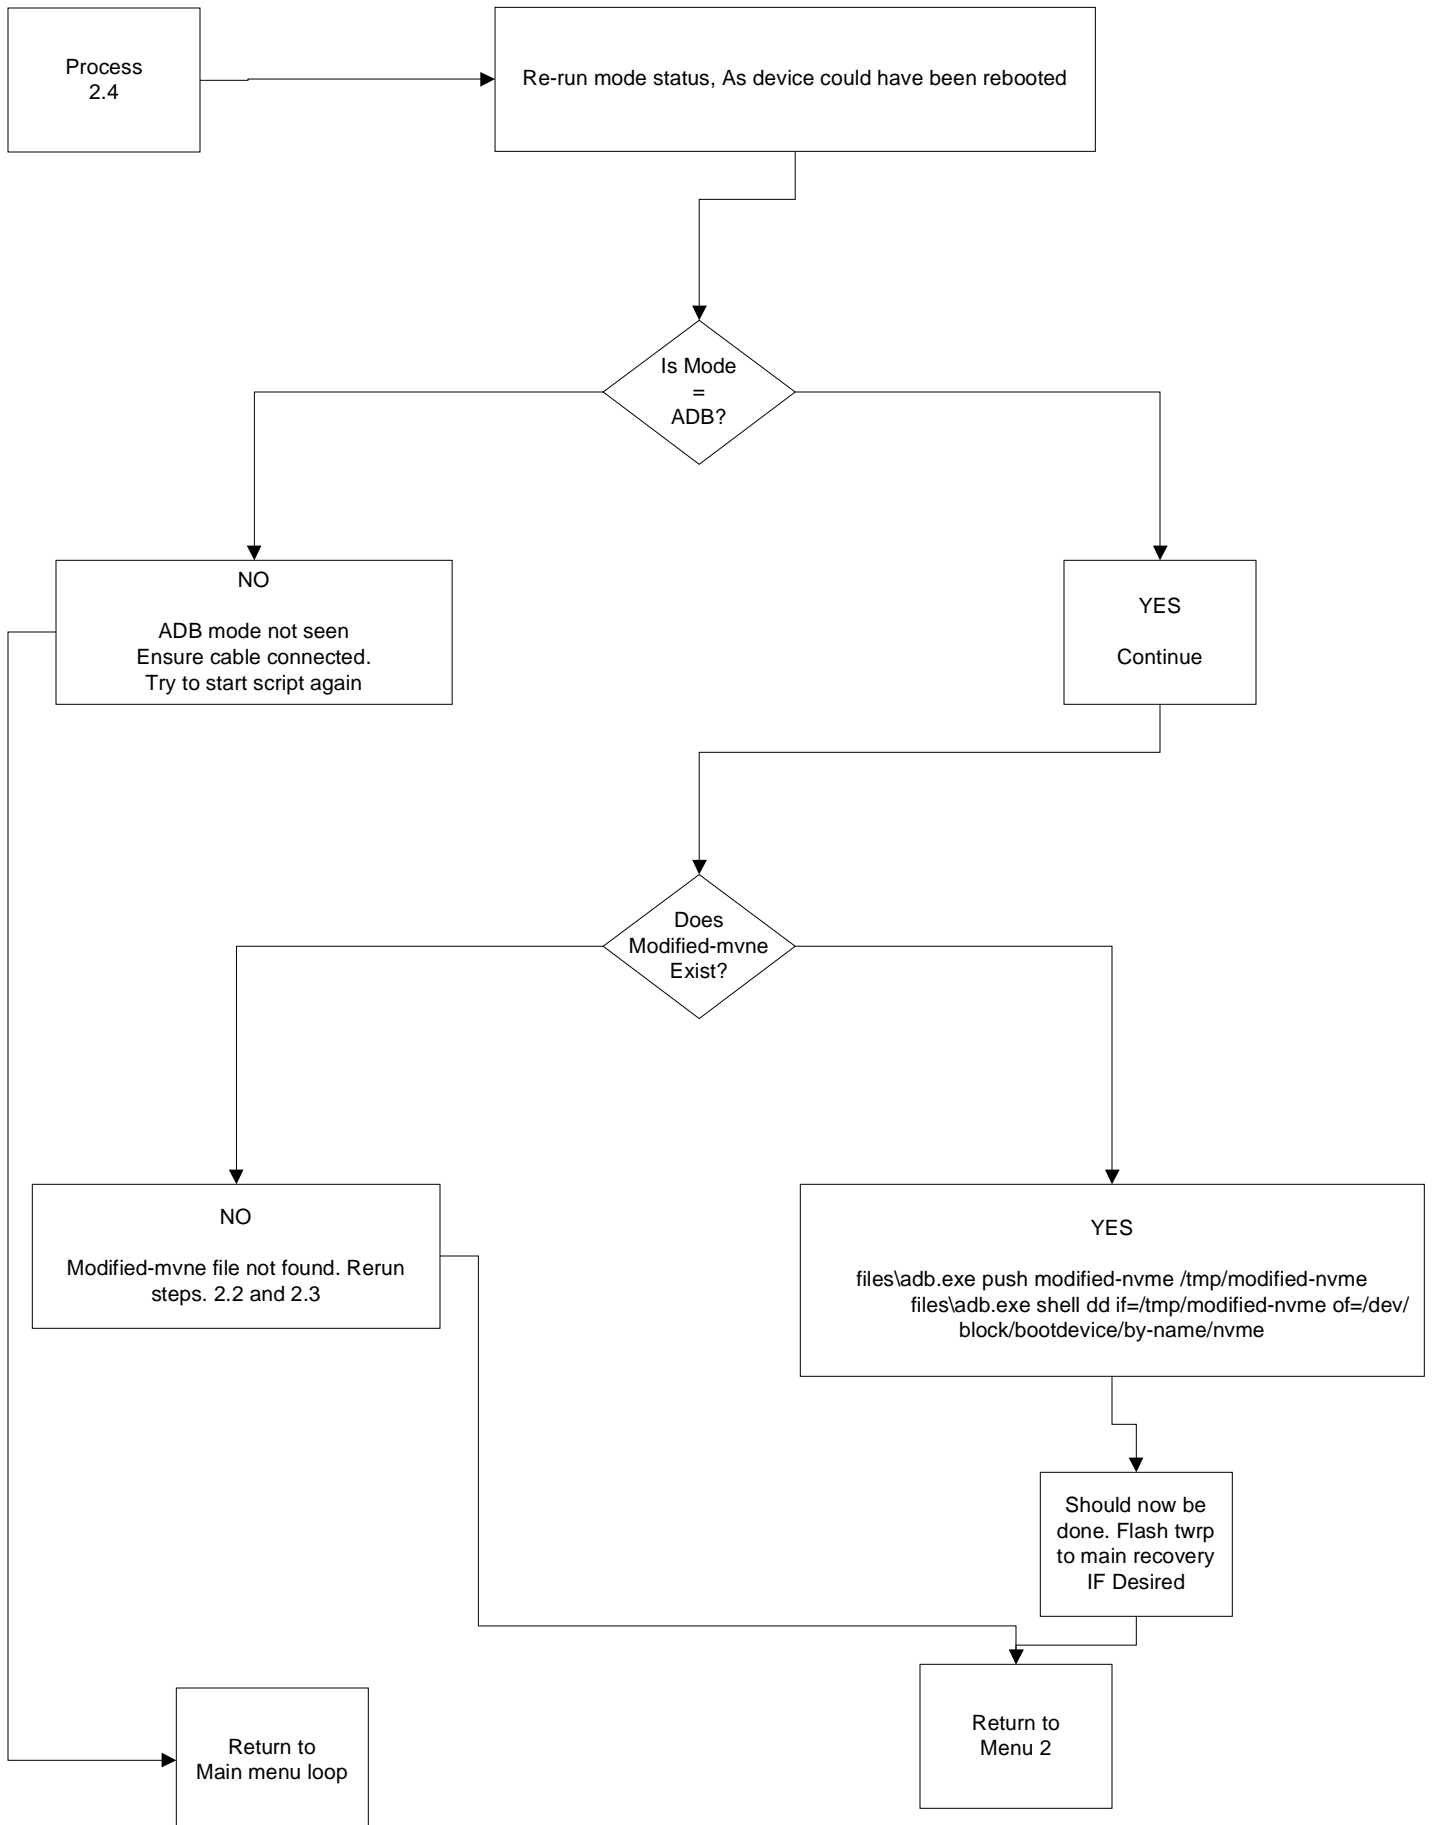 Process
2.4
Re-run mode status, As device could have been rebooted
Is Mode
=
ADB?
NO
ADB mode not seen
Ensure cable connected.
Try to start script again
YES
Continue
Does
Modified-mvne
Exist?
NO
Modified-mvne file not found. Rerun
steps. 2.2 and 2.3
YES
files\adb.exe push modified-nvme /tmp/modified-nvme
files\adb.exe shell dd if=/tmp/modified-nvme of=/dev/
block/bootdevice/by-name/nvme
Should now be
done. Flash twrp
to main recovery
IF Desired
Return to
Main menu loop
Return to
Menu 2